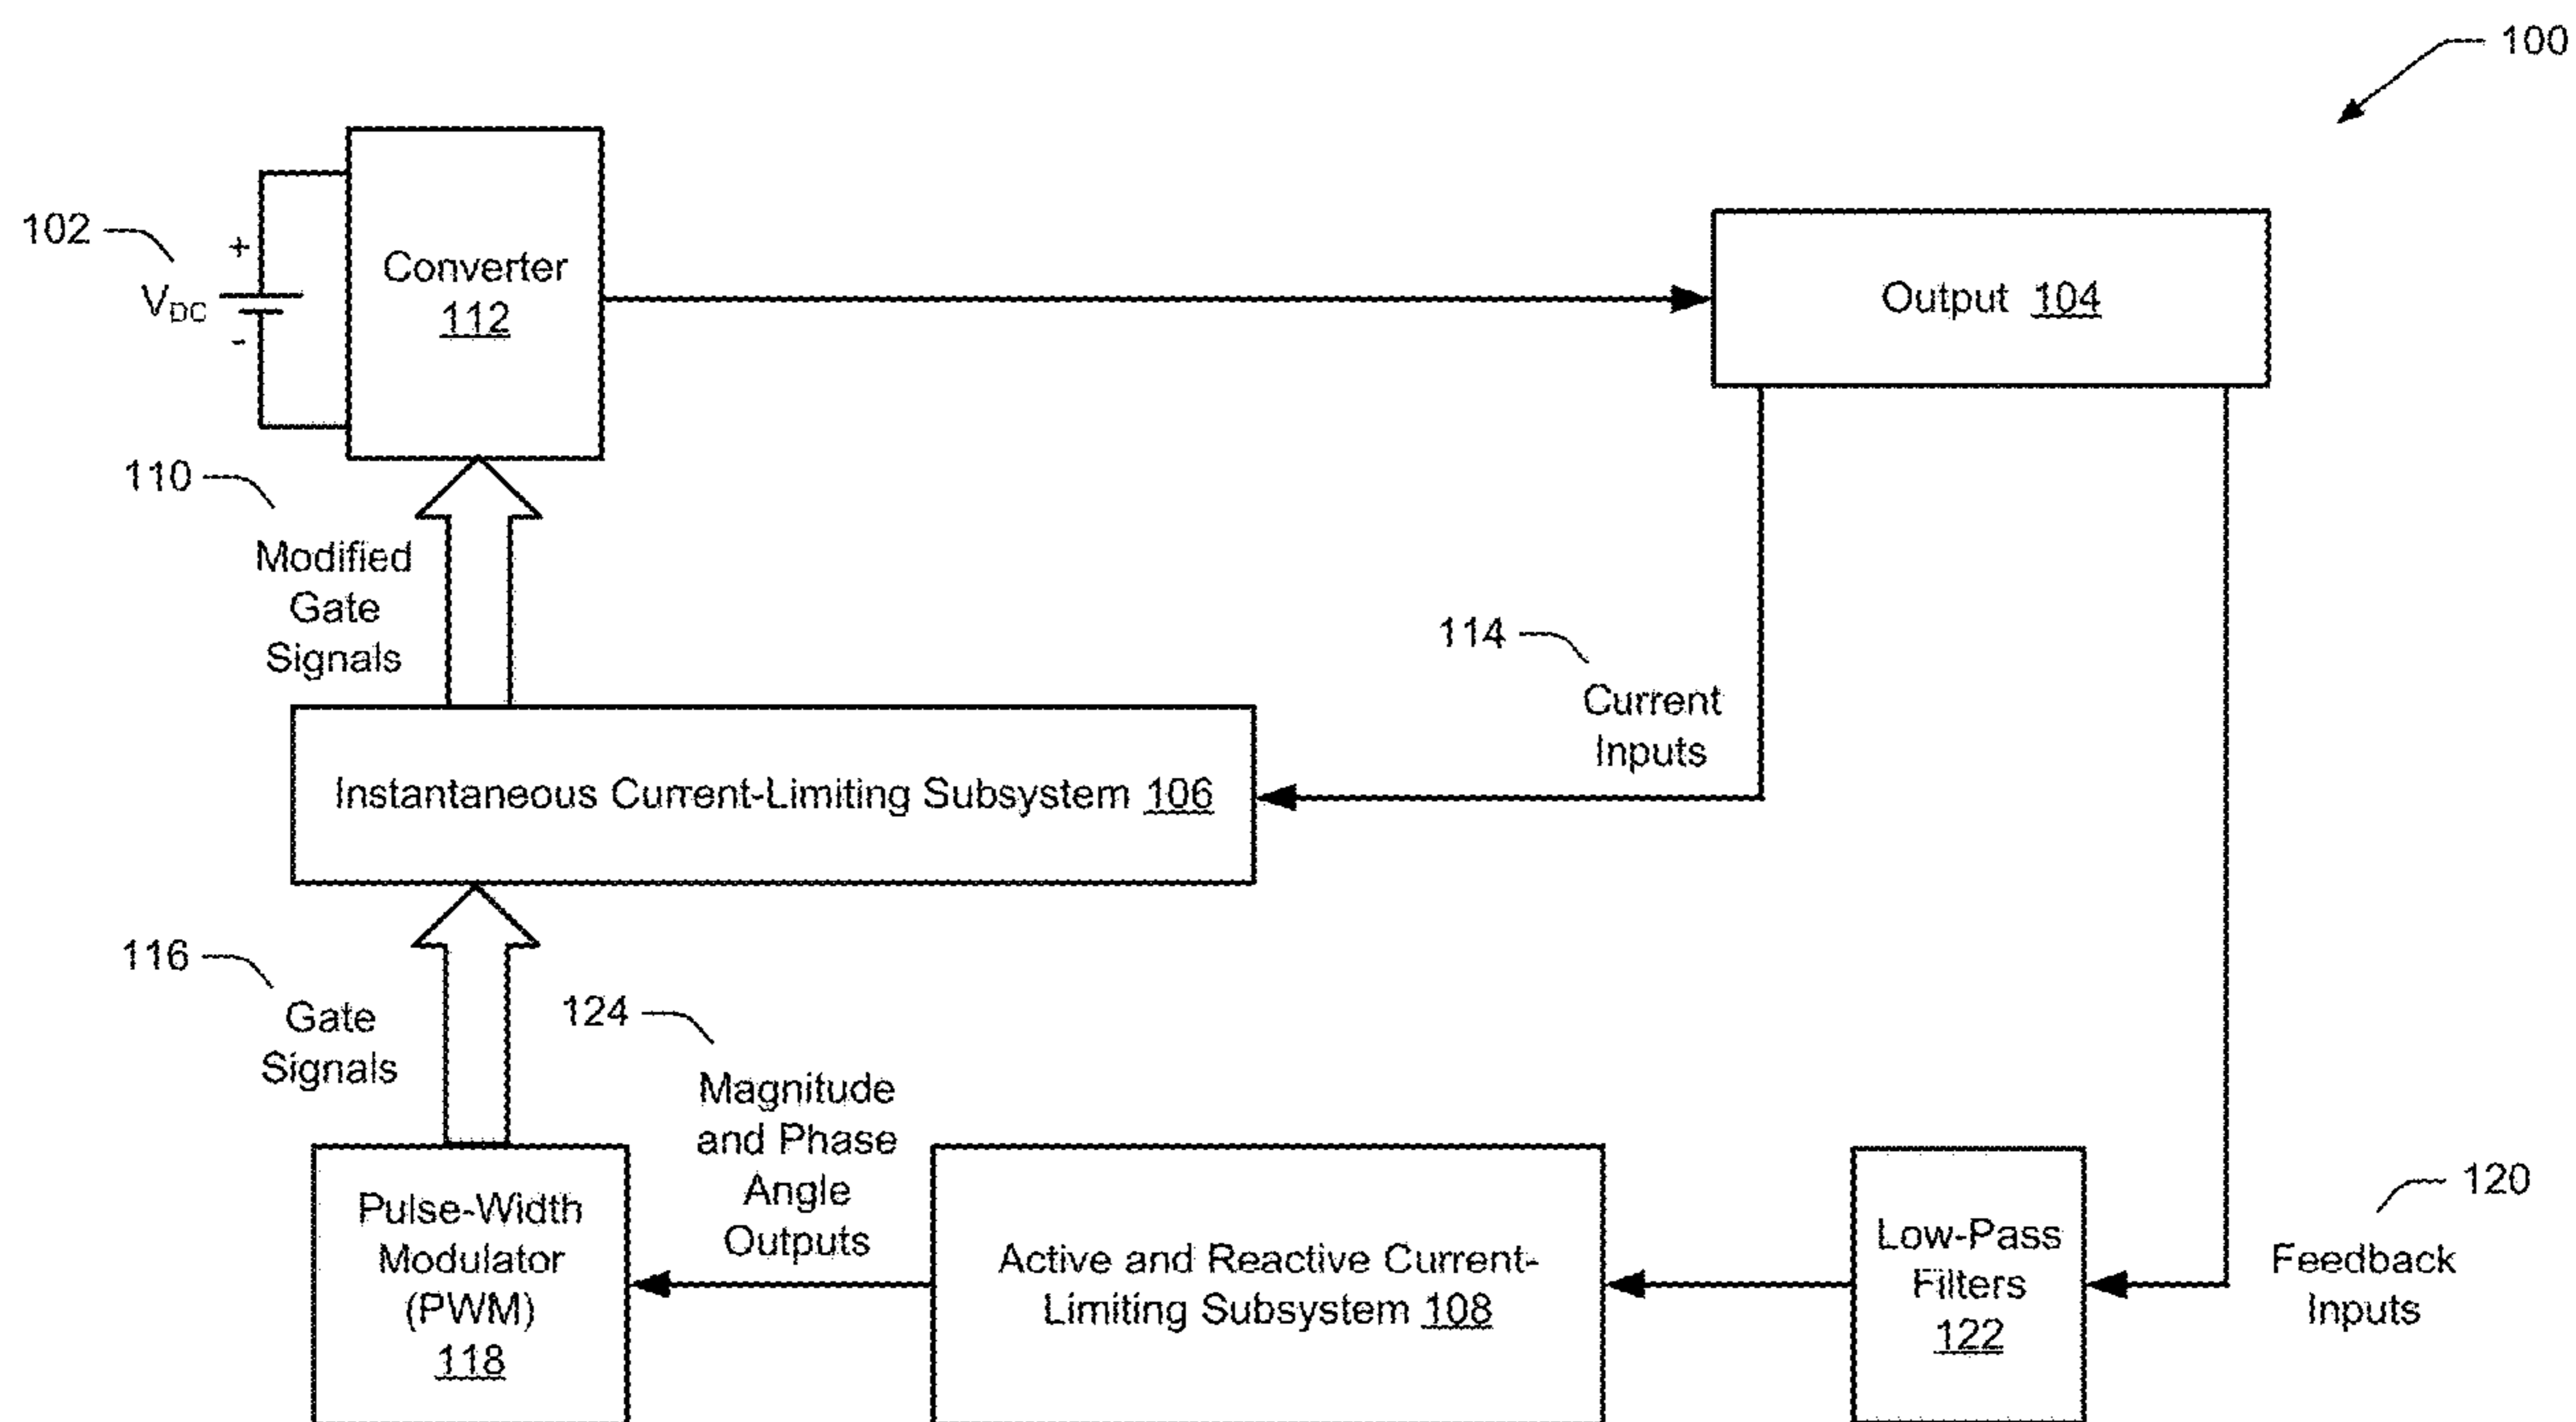 100
102
+
V_DC
-
Converter
112
Output 104
110
Modified
Gate
Signals
114
Current
Inputs
Instantaneous Current-Limiting Subsystem 106
116
Gate
Signals
124
Magnitude
and Phase
Angle
Outputs
Pulse-Width
Modulator
(PWM)
118
Active and Reactive Current-
Limiting Subsystem 108
Low-Pass
Filters
122
120
Feedback
Inputs